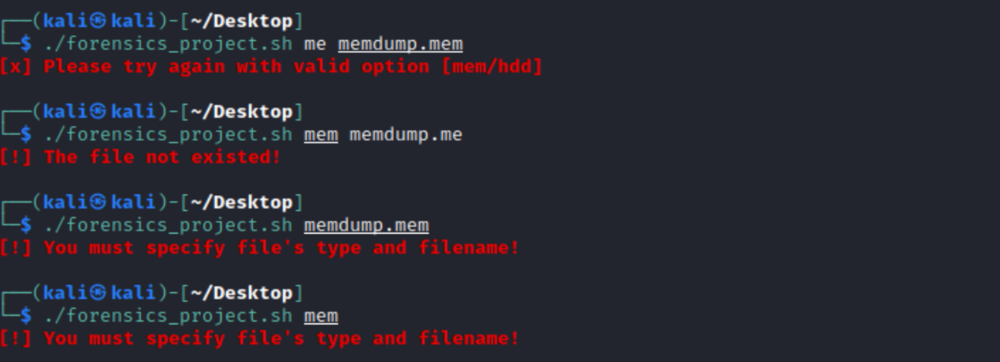 ┌──(kali㉿kali)-[~/Desktop]
└─$ ./forensics_project.sh me memdump.mem
[x] Please try again with valid option [mem/hdd]
┌──(kali㉿kali)-[~/Desktop]
└─$ ./forensics_project.sh mem memdump.me
[!] The file not existed!
┌──(kali㉿kali)-[~/Desktop]
└─$ ./forensics_project.sh memdump.mem
[!] You must specify file's type and filename!
┌──(kali㉿kali)-[~/Desktop]
└─$ ./forensics_project.sh mem
[!] You must specify file's type and filename!